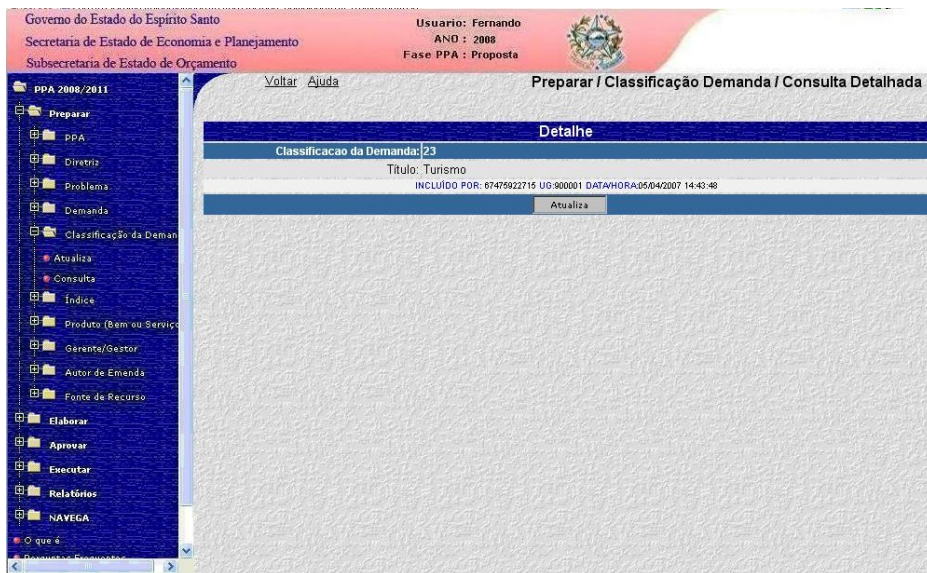 Governo do Estado do Espírito Santo
Secretaria de Estado de Economia e Planejamento
Subsecretaria de Estado de Orçamento
Usuario: Fernando
ANO : 2008
Fase PPA : Proposta
Voltar Ajuda
Preparar / Classificação Demanda / Consulta Detalhada
PPA 2008/2011
Preparar
PPA
Diretriz
Problema
Demanda
Classificação da Deman
Atualiza
Consulta
Índice
Produto (Bem ou Serviço
Gerente/Gestor
Autor de Emenda
Fonte de Recurso
Elaborar
Aprovar
Executar
Relatórios
NAVEGA
O que é
Perguntas Frequentes
Detalhe
Classificacao da Demanda: 23
Título: Turismo
INCLUÍDO POR: 67475922715 UG:900001 DATA/HORA:05/04/2007 14:43:48
Atualiza